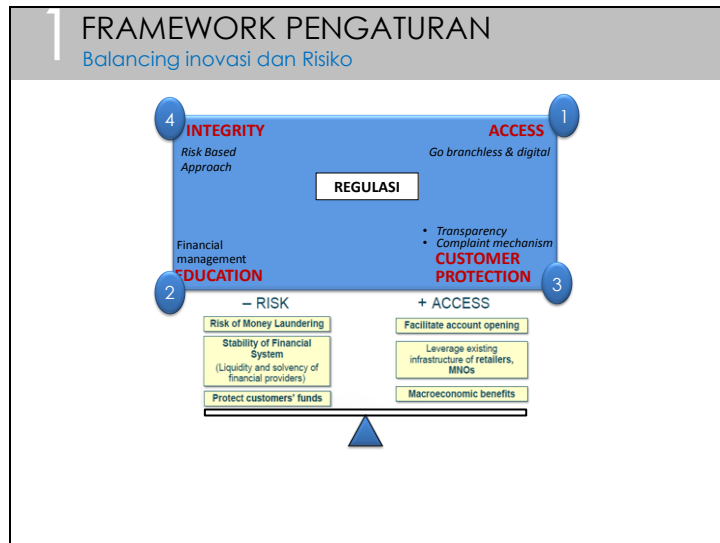 1
FRAMEWORK PENGATURAN
Balancing inovasi dan Risiko
4
INTEGRITY
Risk Based
Approach
1
ACCESS
Go branchless & digital
REGULASI
Financial
management
EDUCATION
2
• Transparency
• Complaint mechanism
CUSTOMER
PROTECTION
3
– RISK
Risk of Money Laundering
Stability of Financial
System
(Liquidity and solvency of
financial providers)
Protect customers' funds
+ ACCESS
Facilitate account opening
Leverage existing
infrastructure of retailers,
MNOs
Macroeconomic benefits